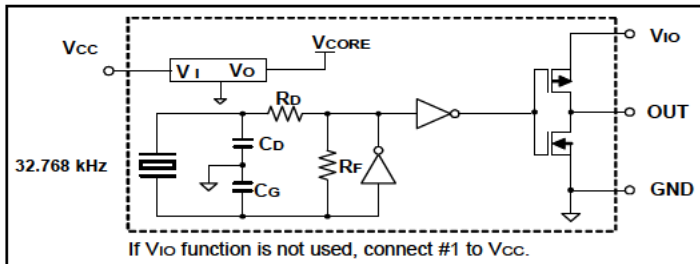 VCC
VI VO
VCORE
VIO
RD
OUT
CD
32.768 kHz
RF
CG
GND
If VIO function is not used, connect #1 to VCC.